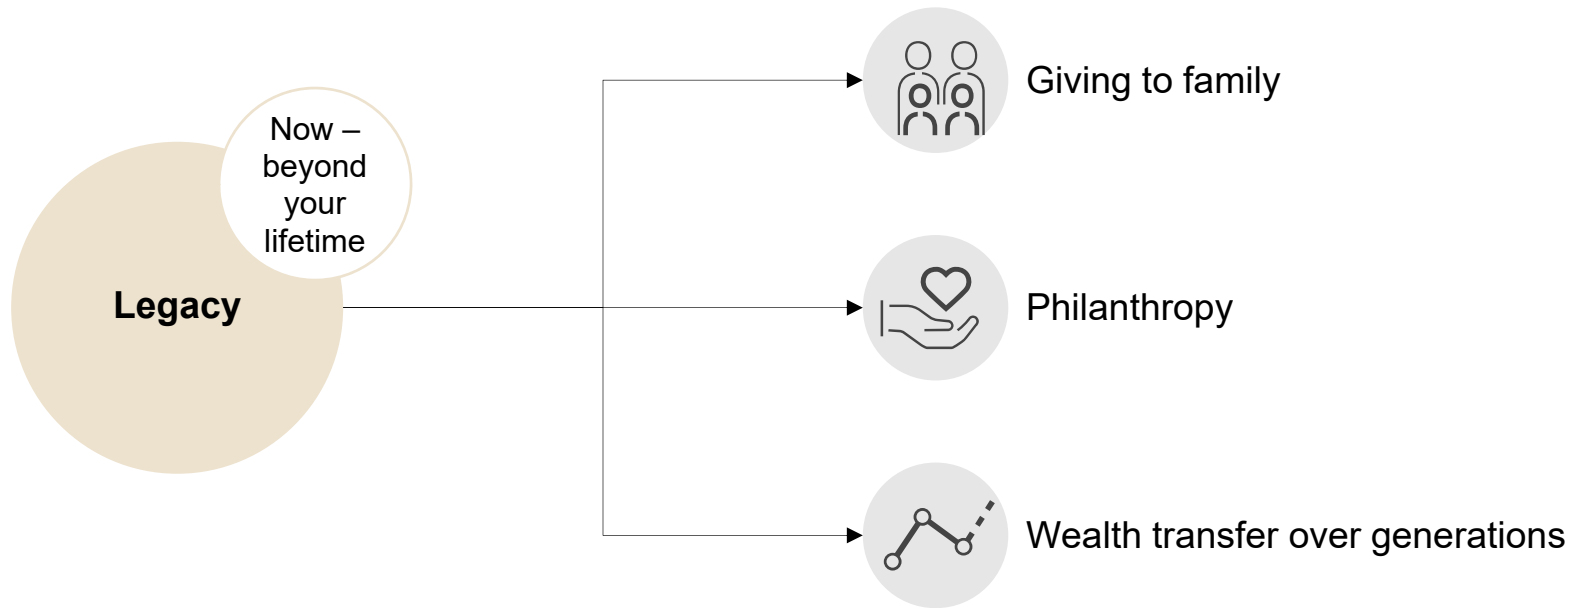 Now –
beyond
your
lifetime
Legacy
Giving to family
Philanthropy
Wealth transfer over generations